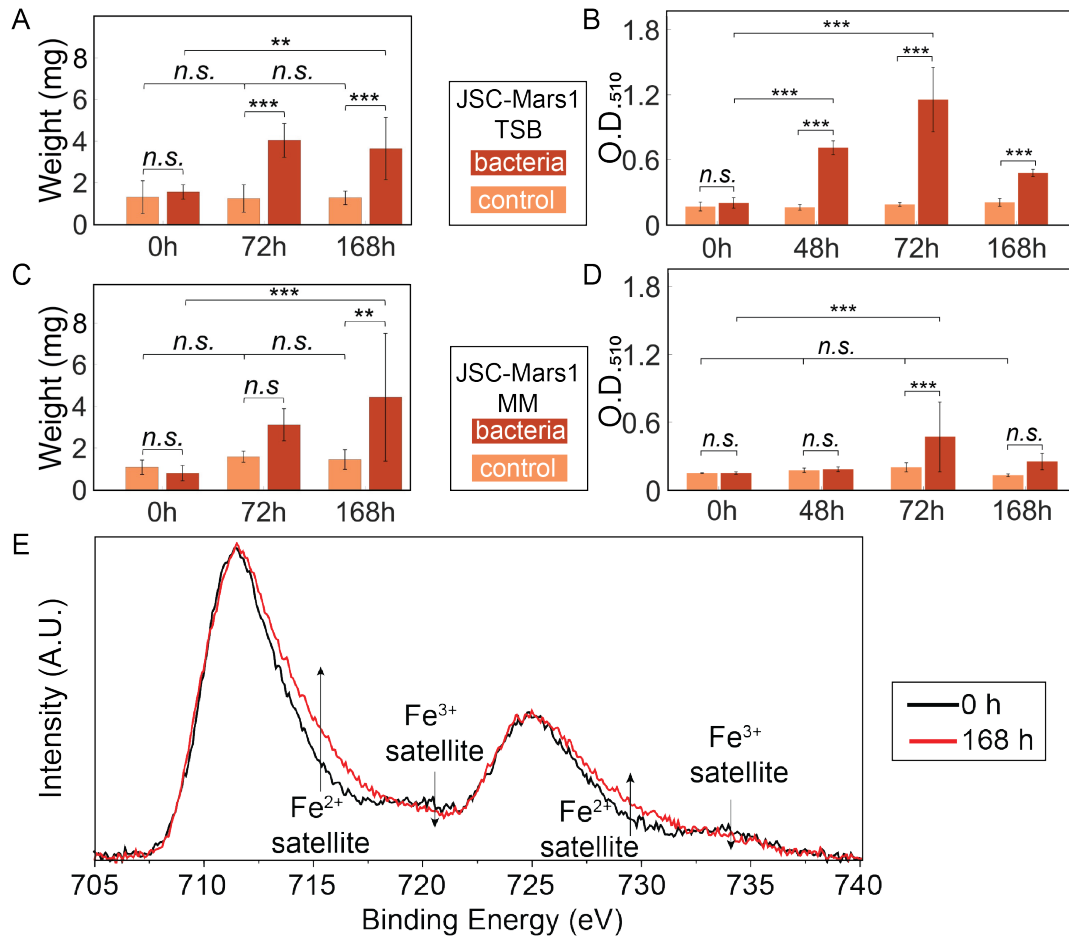 A
Weight (mg)
8
6
4
2
0
n.s.
n.s.
***
n.s.
***
**
0h
72h
168h
JSC-Mars1
TSB
bacteria
control
B
O.D.510
1.8
1.2
0.6
0
n.s.
***
***
***
***
***
0h
48h
72h
168h
C
Weight (mg)
8
6
4
2
0
n.s.
n.s.
n.s
n.s.
**
***
0h
72h
168h
JSC-Mars1
MM
bacteria
control
D
O.D.510
1.8
1.2
0.6
0
n.s.
n.s.
n.s.
***
***
n.s.
0h
48h
72h
168h
E
Intensity (A.U.)
Fe2+
satellite
Fe3+
satellite
Fe2+
satellite
Fe3+
satellite
0 h
168 h
705
710
715
720
725
730
735
740
Binding Energy (eV)